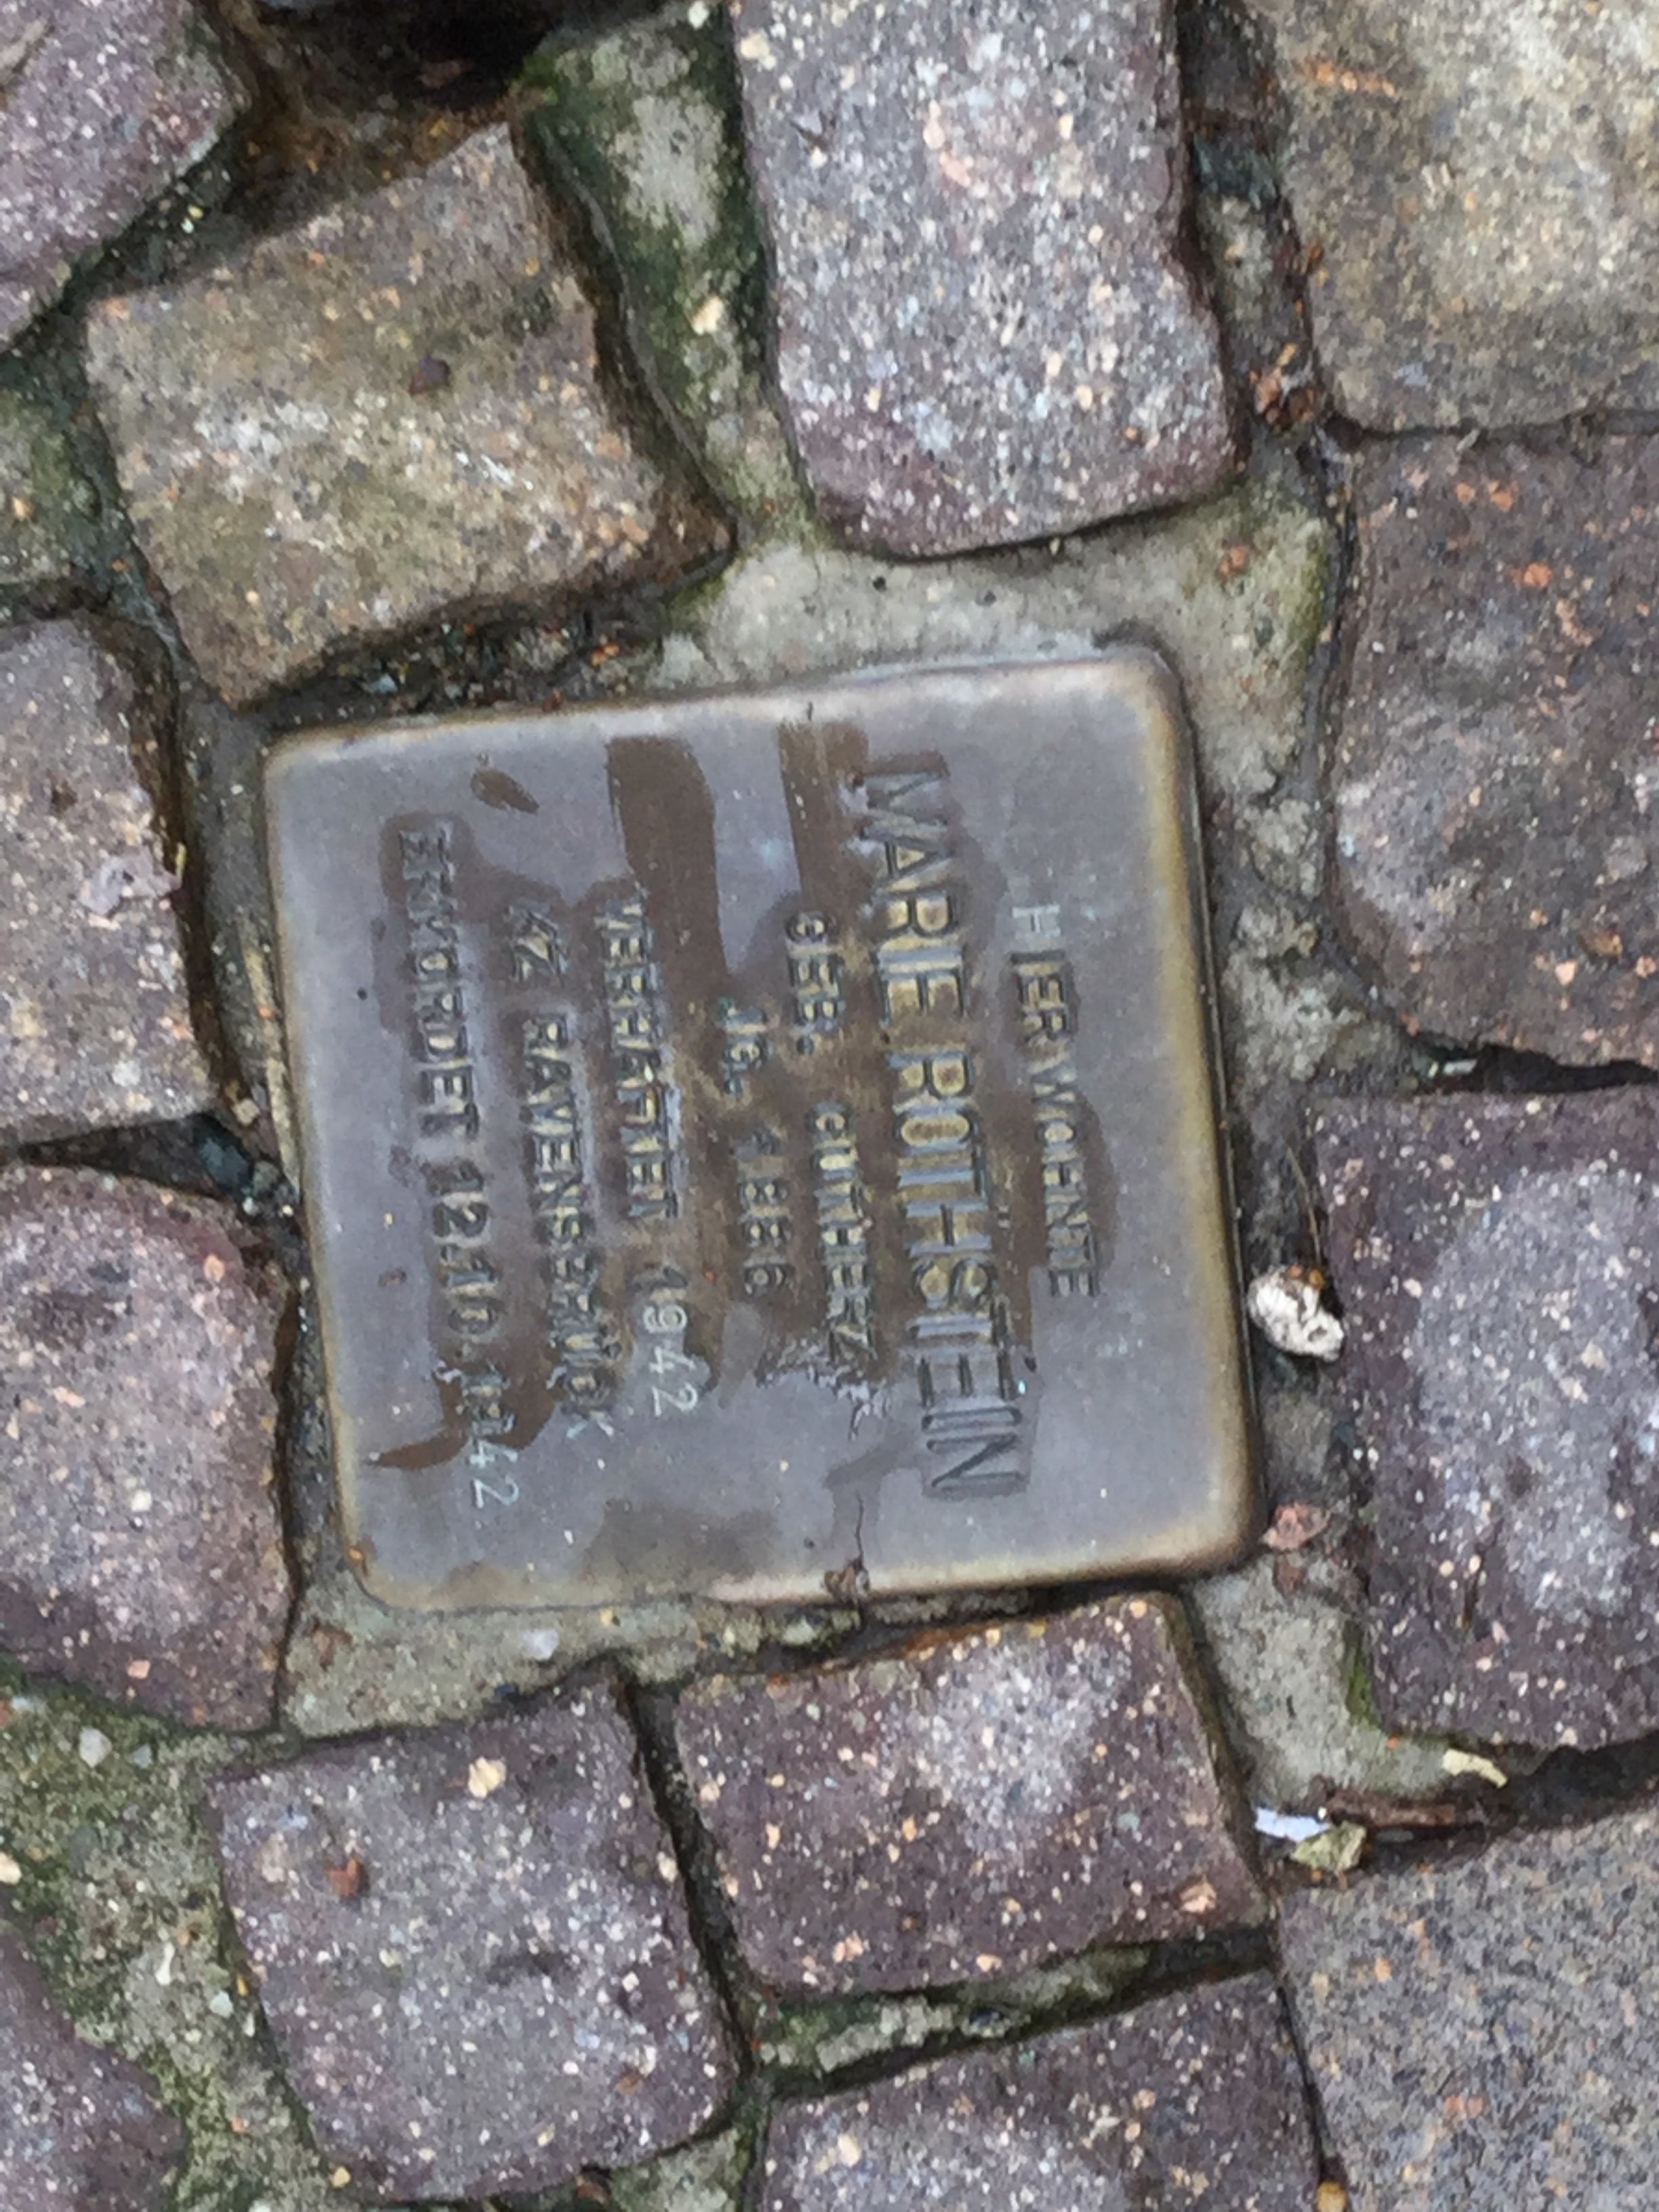 HIER WOHNTE
MARIE ROTHSTEIN
GEB. GUTHERZ
JG. 1886
VERHAFTET 1942
KZ RAVENSBRÜCK
ERMORDET 12.10.1942